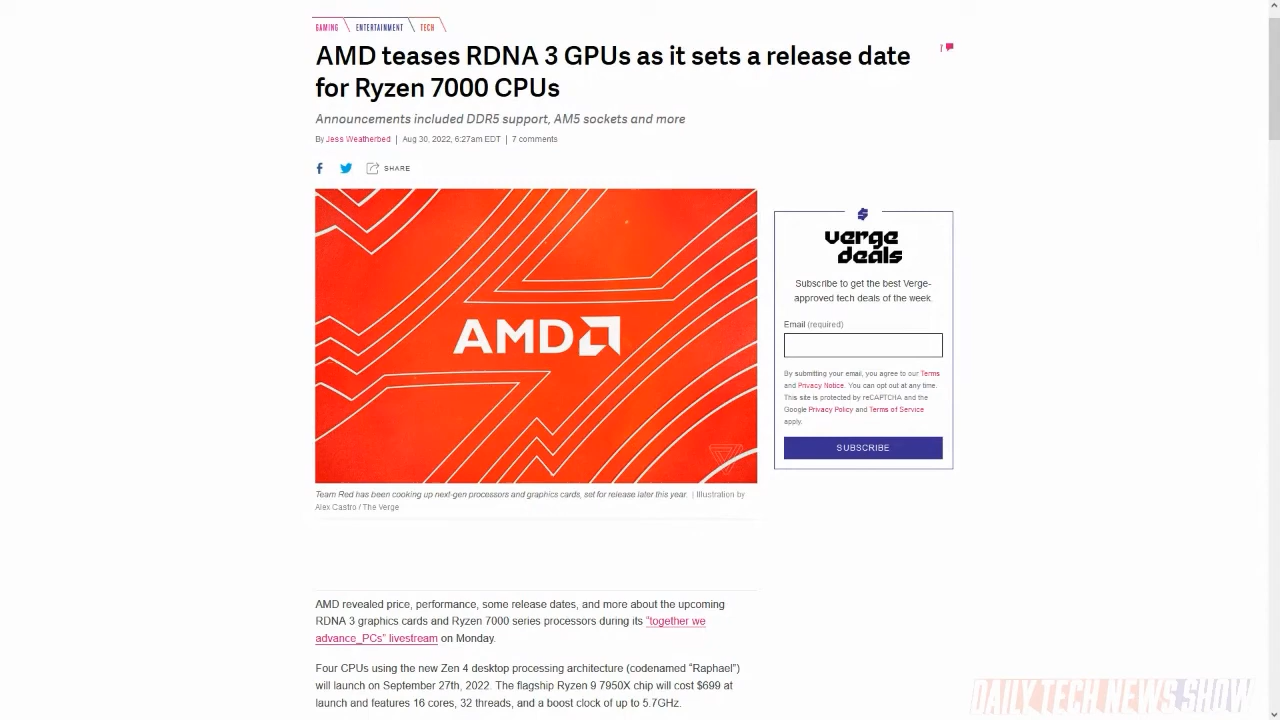 GAMING ENTERTAINMENT TECH
AMD teases RDNA 3 GPUs as it sets a release date
for Ryzen 7000 CPUs
Announcements included DDR5 support, AM5 sockets and more
By Jess Weatherbed | Aug 30, 2022, 6:27am EDT | 7 comments
SHARE
AMD
Team Red has been cooking up next-gen processors and graphics cards, set for release later this year. | Illustration by
Alex Castro / The Verge
verge
deals
Subscribe to get the best Verge-
approved tech deals of the week.
Email (required)
By submitting your email, you agree to our Terms
and Privacy Notice. You can opt out at any time.
This site is protected by reCAPTCHA and the
Google Privacy Policy and Terms of Service
apply.
SUBSCRIBE
AMD revealed price, performance, some release dates, and more about the upcoming
RDNA 3 graphics cards and Ryzen 7000 series processors during its “together we
advance_PCs” livestream on Monday.
Four CPUs using the new Zen 4 desktop processing architecture (codenamed “Raphael”)
will launch on September 27th, 2022. The flagship Ryzen 9 7950X chip will cost $699 at
launch and features 16 cores, 32 threads, and a boost clock of up to 5.7GHz.
DAILY TECH NEWS SHOW